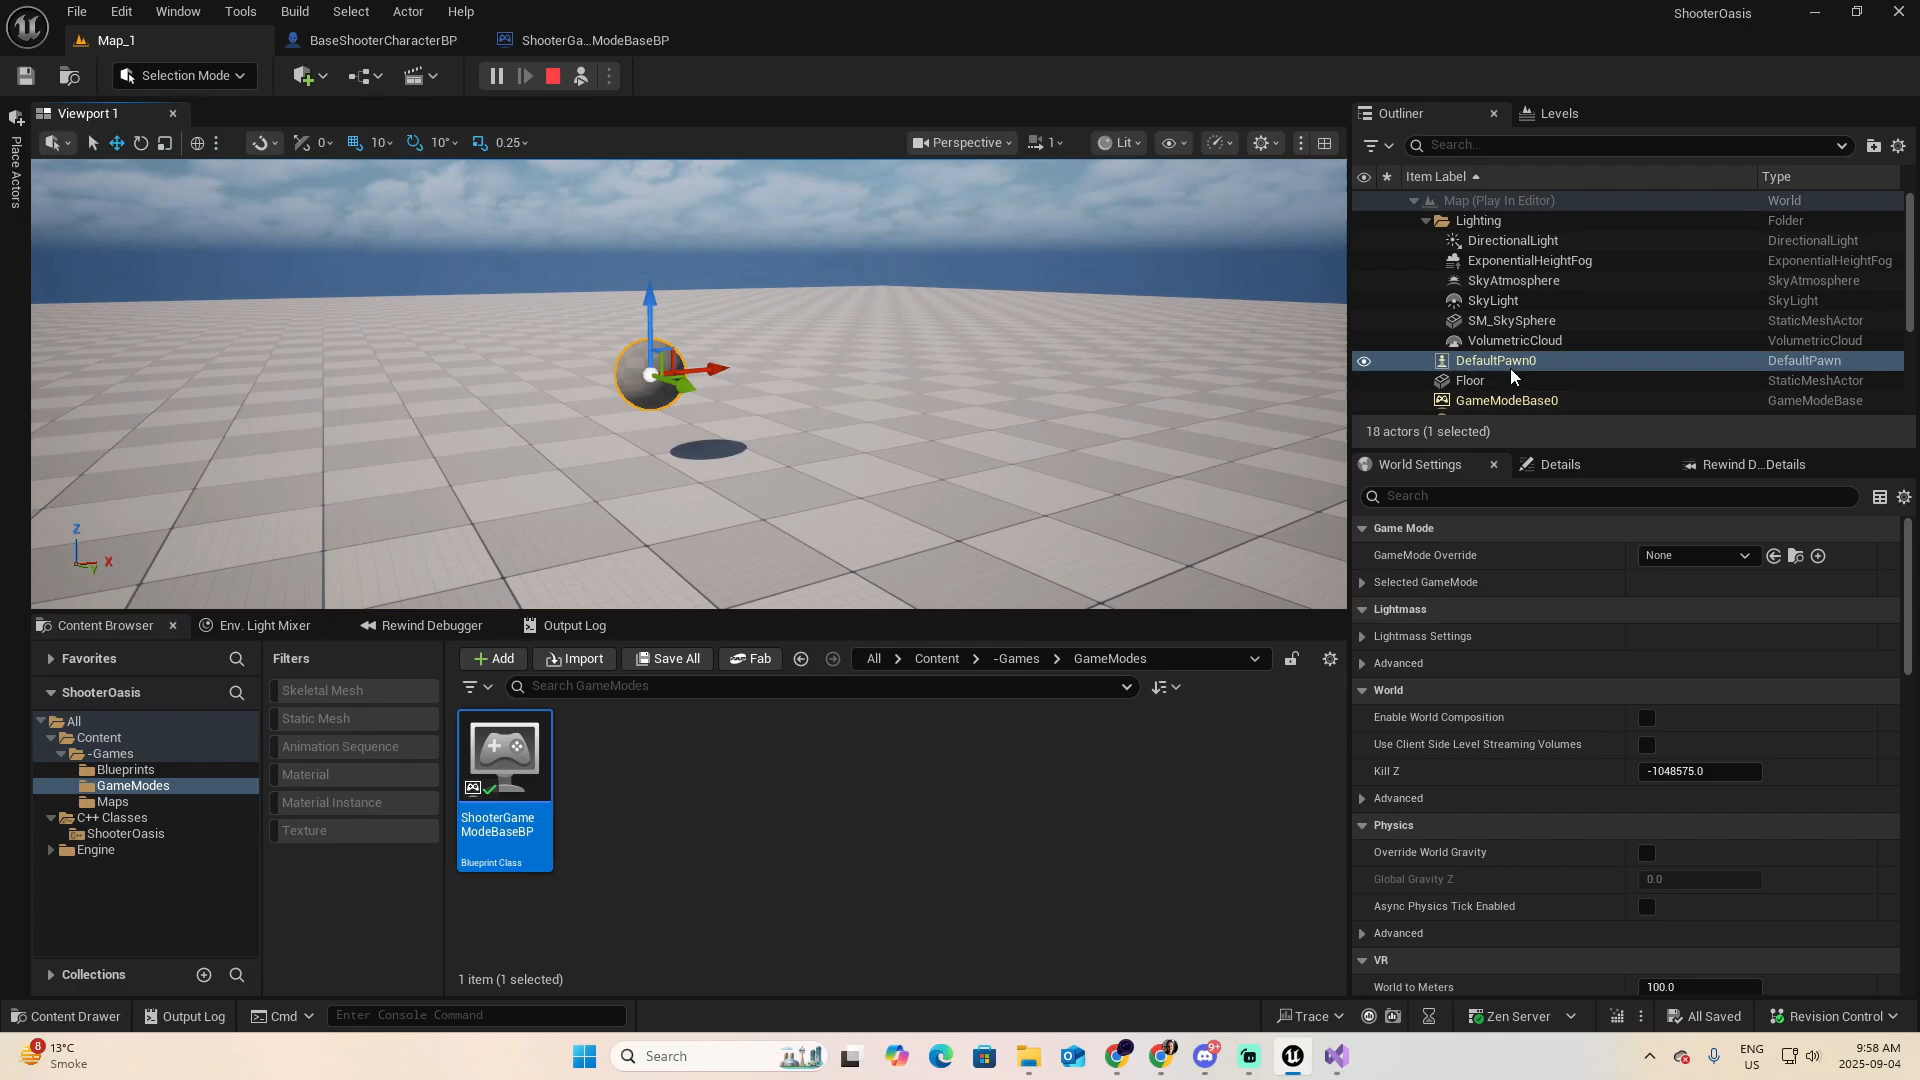 File Edit Window Tools Build Select Actor Help
ShooterOasis
Map_1
BaseShooterCharacterBP
ShooterGa...ModeBaseBP
Selection Mode
Place Actors
Viewport 1
0
10
10°
0.25
Perspective
1
Lit
Z
X
Y
Outliner
Levels
Search...
Item Label
Type
Map (Play In Editor) World
Lighting Folder
DirectionalLight DirectionalLight
ExponentialHeightFog ExponentialHeightFog
SkyAtmosphere SkyAtmosphere
SkyLight SkyLight
SM_SkySphere StaticMeshActor
VolumetricCloud VolumetricCloud
DefaultPawn0 DefaultPawn
Floor StaticMeshActor
GameModeBase0 GameModeBase
18 actors (1 selected)
World Settings
Details
Rewind D...Details
Search
Game Mode
GameMode Override None
Selected GameMode
Lightmass
Lightmass Settings
Advanced
World
Enable World Composition
Use Client Side Level Streaming Volumes
Kill Z -1048575.0
Advanced
Physics
Override World Gravity
Global Gravity Z 0.0
Async Physics Tick Enabled
Advanced
VR
World to Meters 100.0
Content Browser
Env. Light Mixer
Rewind Debugger
Output Log
Favorites
ShooterOasis
All
Content
-Games
Blueprints
GameModes
Maps
C++ Classes
ShooterOasis
Engine
Collections
Filters
Skeletal Mesh
Static Mesh
Animation Sequence
Material
Material Instance
Texture
Add
Import
Save All
Fab
All
Content
-Games
GameModes
Search GameModes
ShooterGame
ModeBaseBP
Blueprint Class
1 item (1 selected)
Content Drawer
Output Log
Cmd
Enter Console Command
Trace
Zen Server
All Saved
Revision Control
8
13°C
Smoke
Search
9+
ENG
US
9:58 AM
2025-09-04